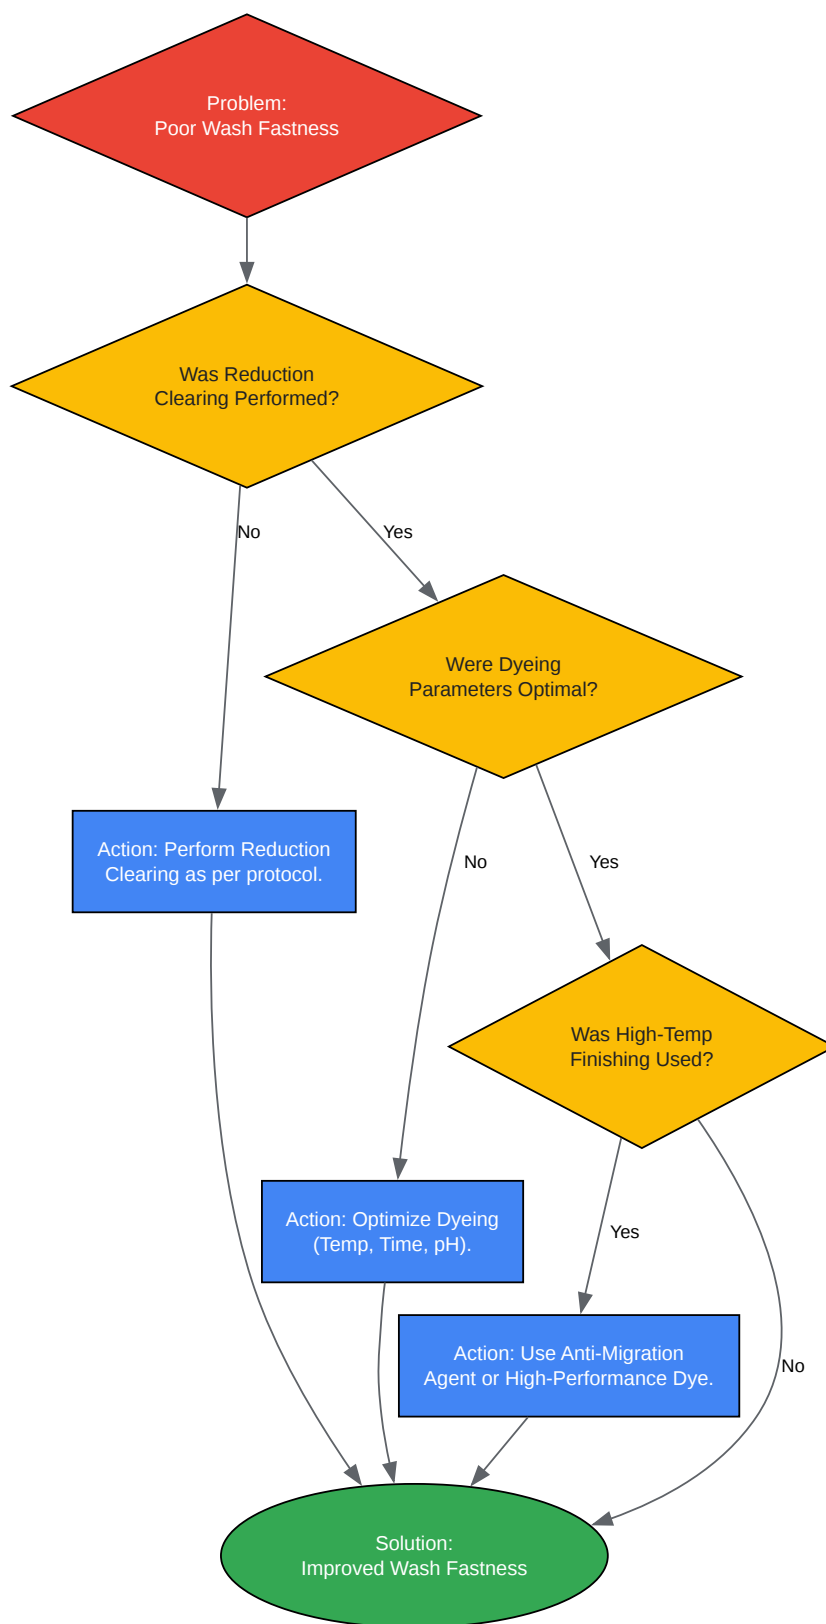 Problem:
Poor Wash Fastness
Was Reduction
Clearing Performed?
No
Yes
Were Dyeing
Parameters Optimal?
Action: Perform Reduction
Clearing as per protocol.
No
Yes
Was High-Temp
Finishing Used?
Action: Optimize Dyeing
(Temp, Time, pH).
Yes
Action: Use Anti-Migration
Agent or High-Performance Dye.
No
Solution:
Improved Wash Fastness